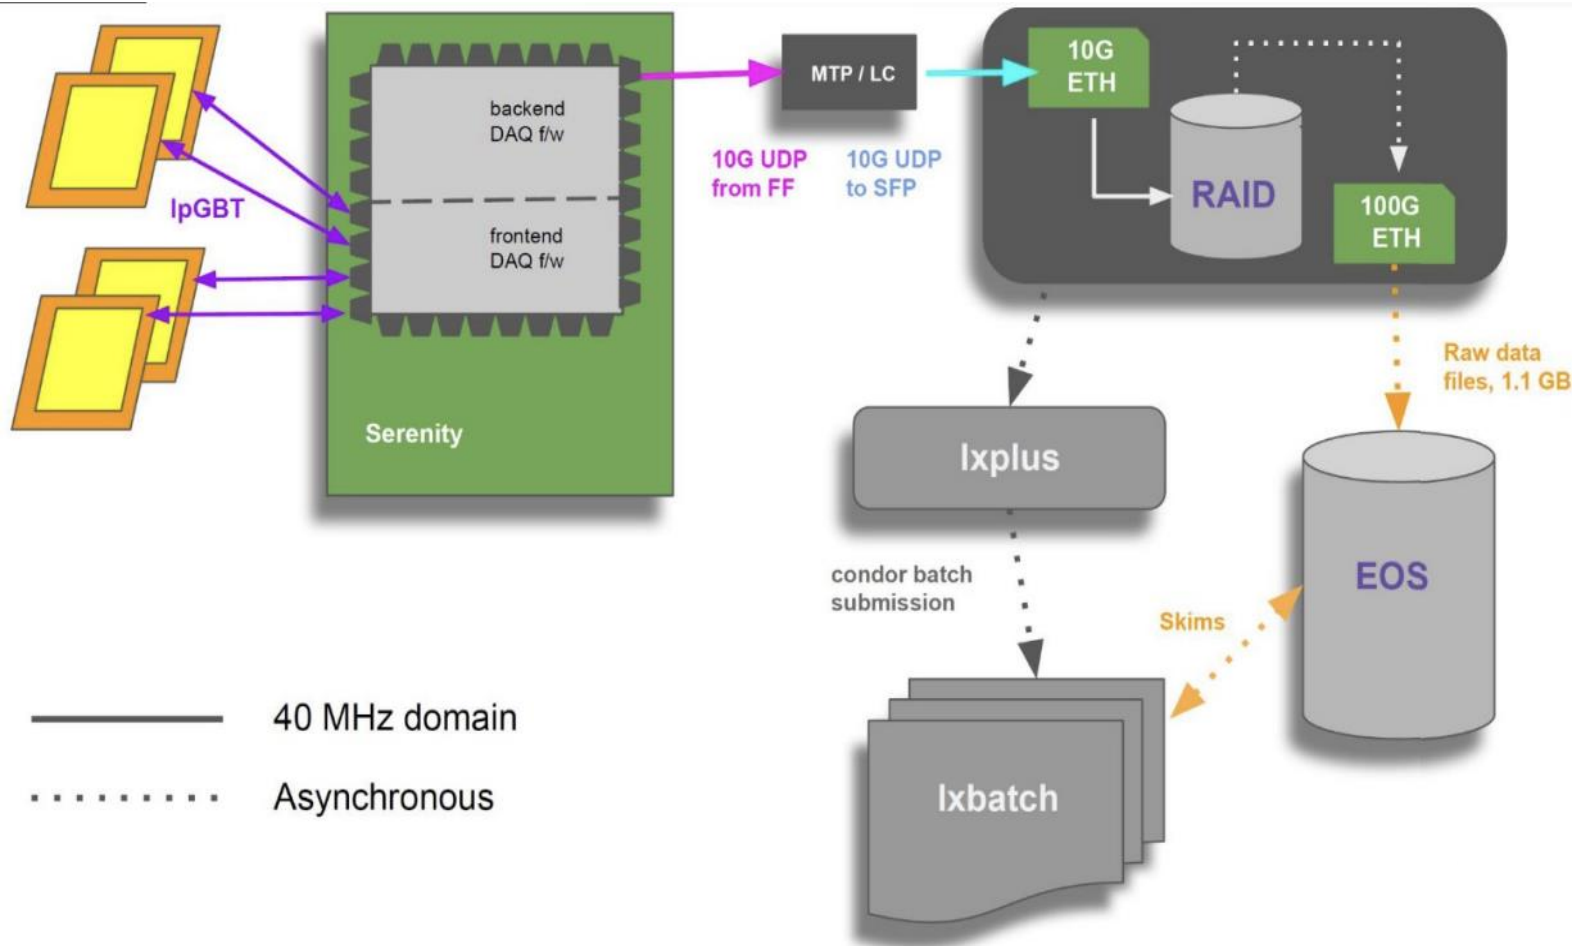 lpGBT
backend
DAQ f/w
frontend
DAQ f/w
Serenity
MTP / LC
10G UDP
from FF
10G UDP
to SFP
10G
ETH
RAID
100G
ETH
Raw data
files, 1.1 GB
lxplus
condor batch
submission
Skims
EOS
lxbatch
40 MHz domain
Asynchronous